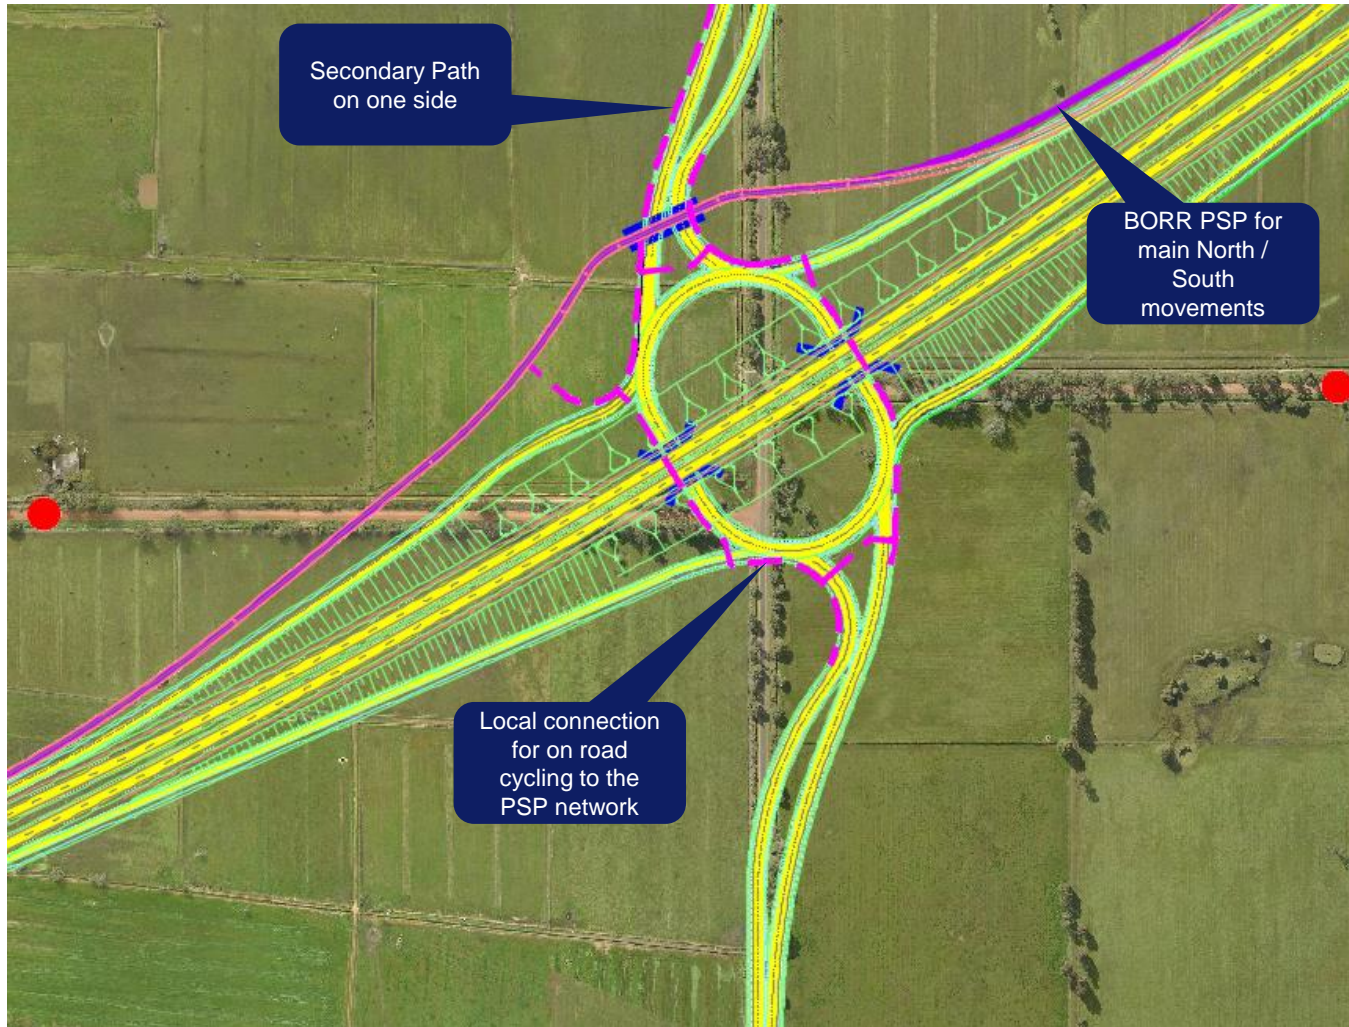 Secondary Path
on one side
BORR PSP for
main North /
South
movements
Local connection
for on road
cycling to the
PSP network